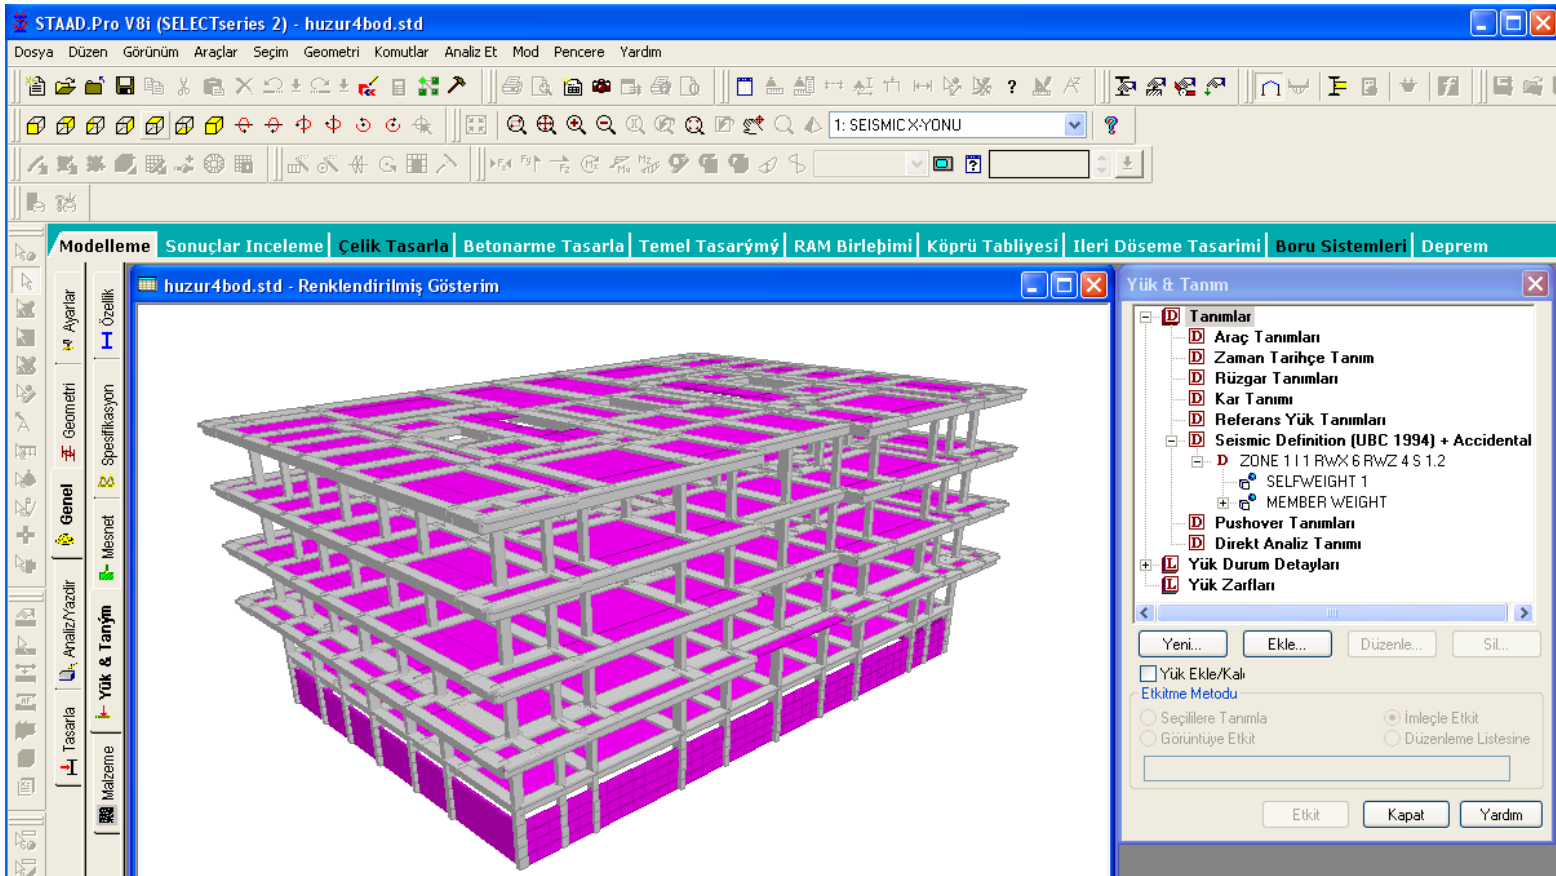 STAAD.Pro V8i (SELECTseries 2) - huzur4bod.std
Dosya Düzen Görünüm Araçlar Seçim Geometri Komutlar Analiz Et Mod Pencere Yardım
1: SEISMIC X-YONU
Modelleme Sonuçlar Inceleme Çelik Tasarla Betonarme Tasarla Temel Tasarýmý RAM Birleþimi Köprü Tabliyesi Ileri Döseme Tasarimi Boru Sistemleri Deprem
Ayarlar
Geometri
Genel
Analiz/Yazdir
Tasarla
Özellik
Spesifikasyon
Mesnet
Yük & Taným
Malzeme
huzur4bod.std - Renklendirilmiş Gösterim
Yük & Tanım
Tanımlar
Araç Tanımları
Zaman Tarihçe Tanım
Rüzgar Tanımları
Kar Tanımı
Referans Yük Tanımları
Seismic Definition (UBC 1994) + Accidental
ZONE 1 I 1 RWX 6 RWZ 4 S 1.2
SELFWEIGHT 1
MEMBER WEIGHT
Pushover Tanımları
Direkt Analiz Tanımı
Yük Durum Detayları
Yük Zarfları
Yeni... Ekle... Düzenle... Sil...
Yük Ekle/Kalı
Etkitme Metodu
Seçililere Tanımla İmleçle Etkit
Görüntüye Etkit Düzenleme Listesine
Etkit Kapat Yardım